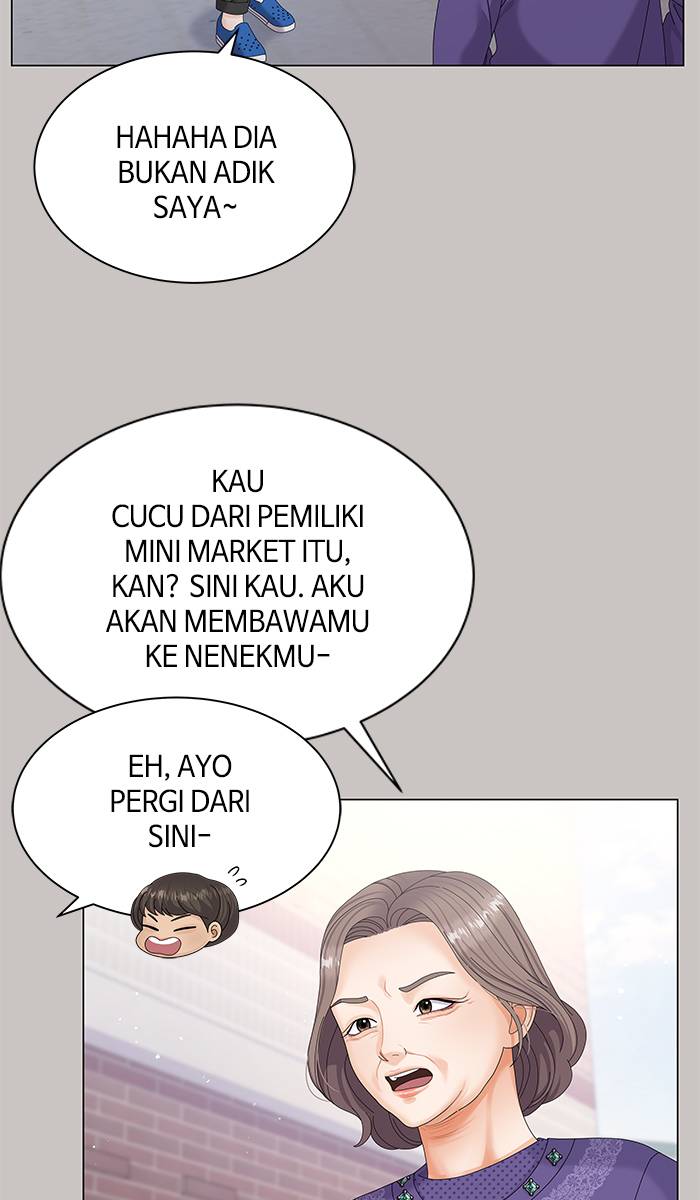 HAHAHA DIA
BUKAN ADIK
SAYA~
KAU
CUCU DARI PEMILIKI
MINI MARKET ITU,
KAN? SINI KAU. AKU
AKAN MEMBAWAMU
KE NENEKMU-
EH, AYO
PERGI DARI
SINI-